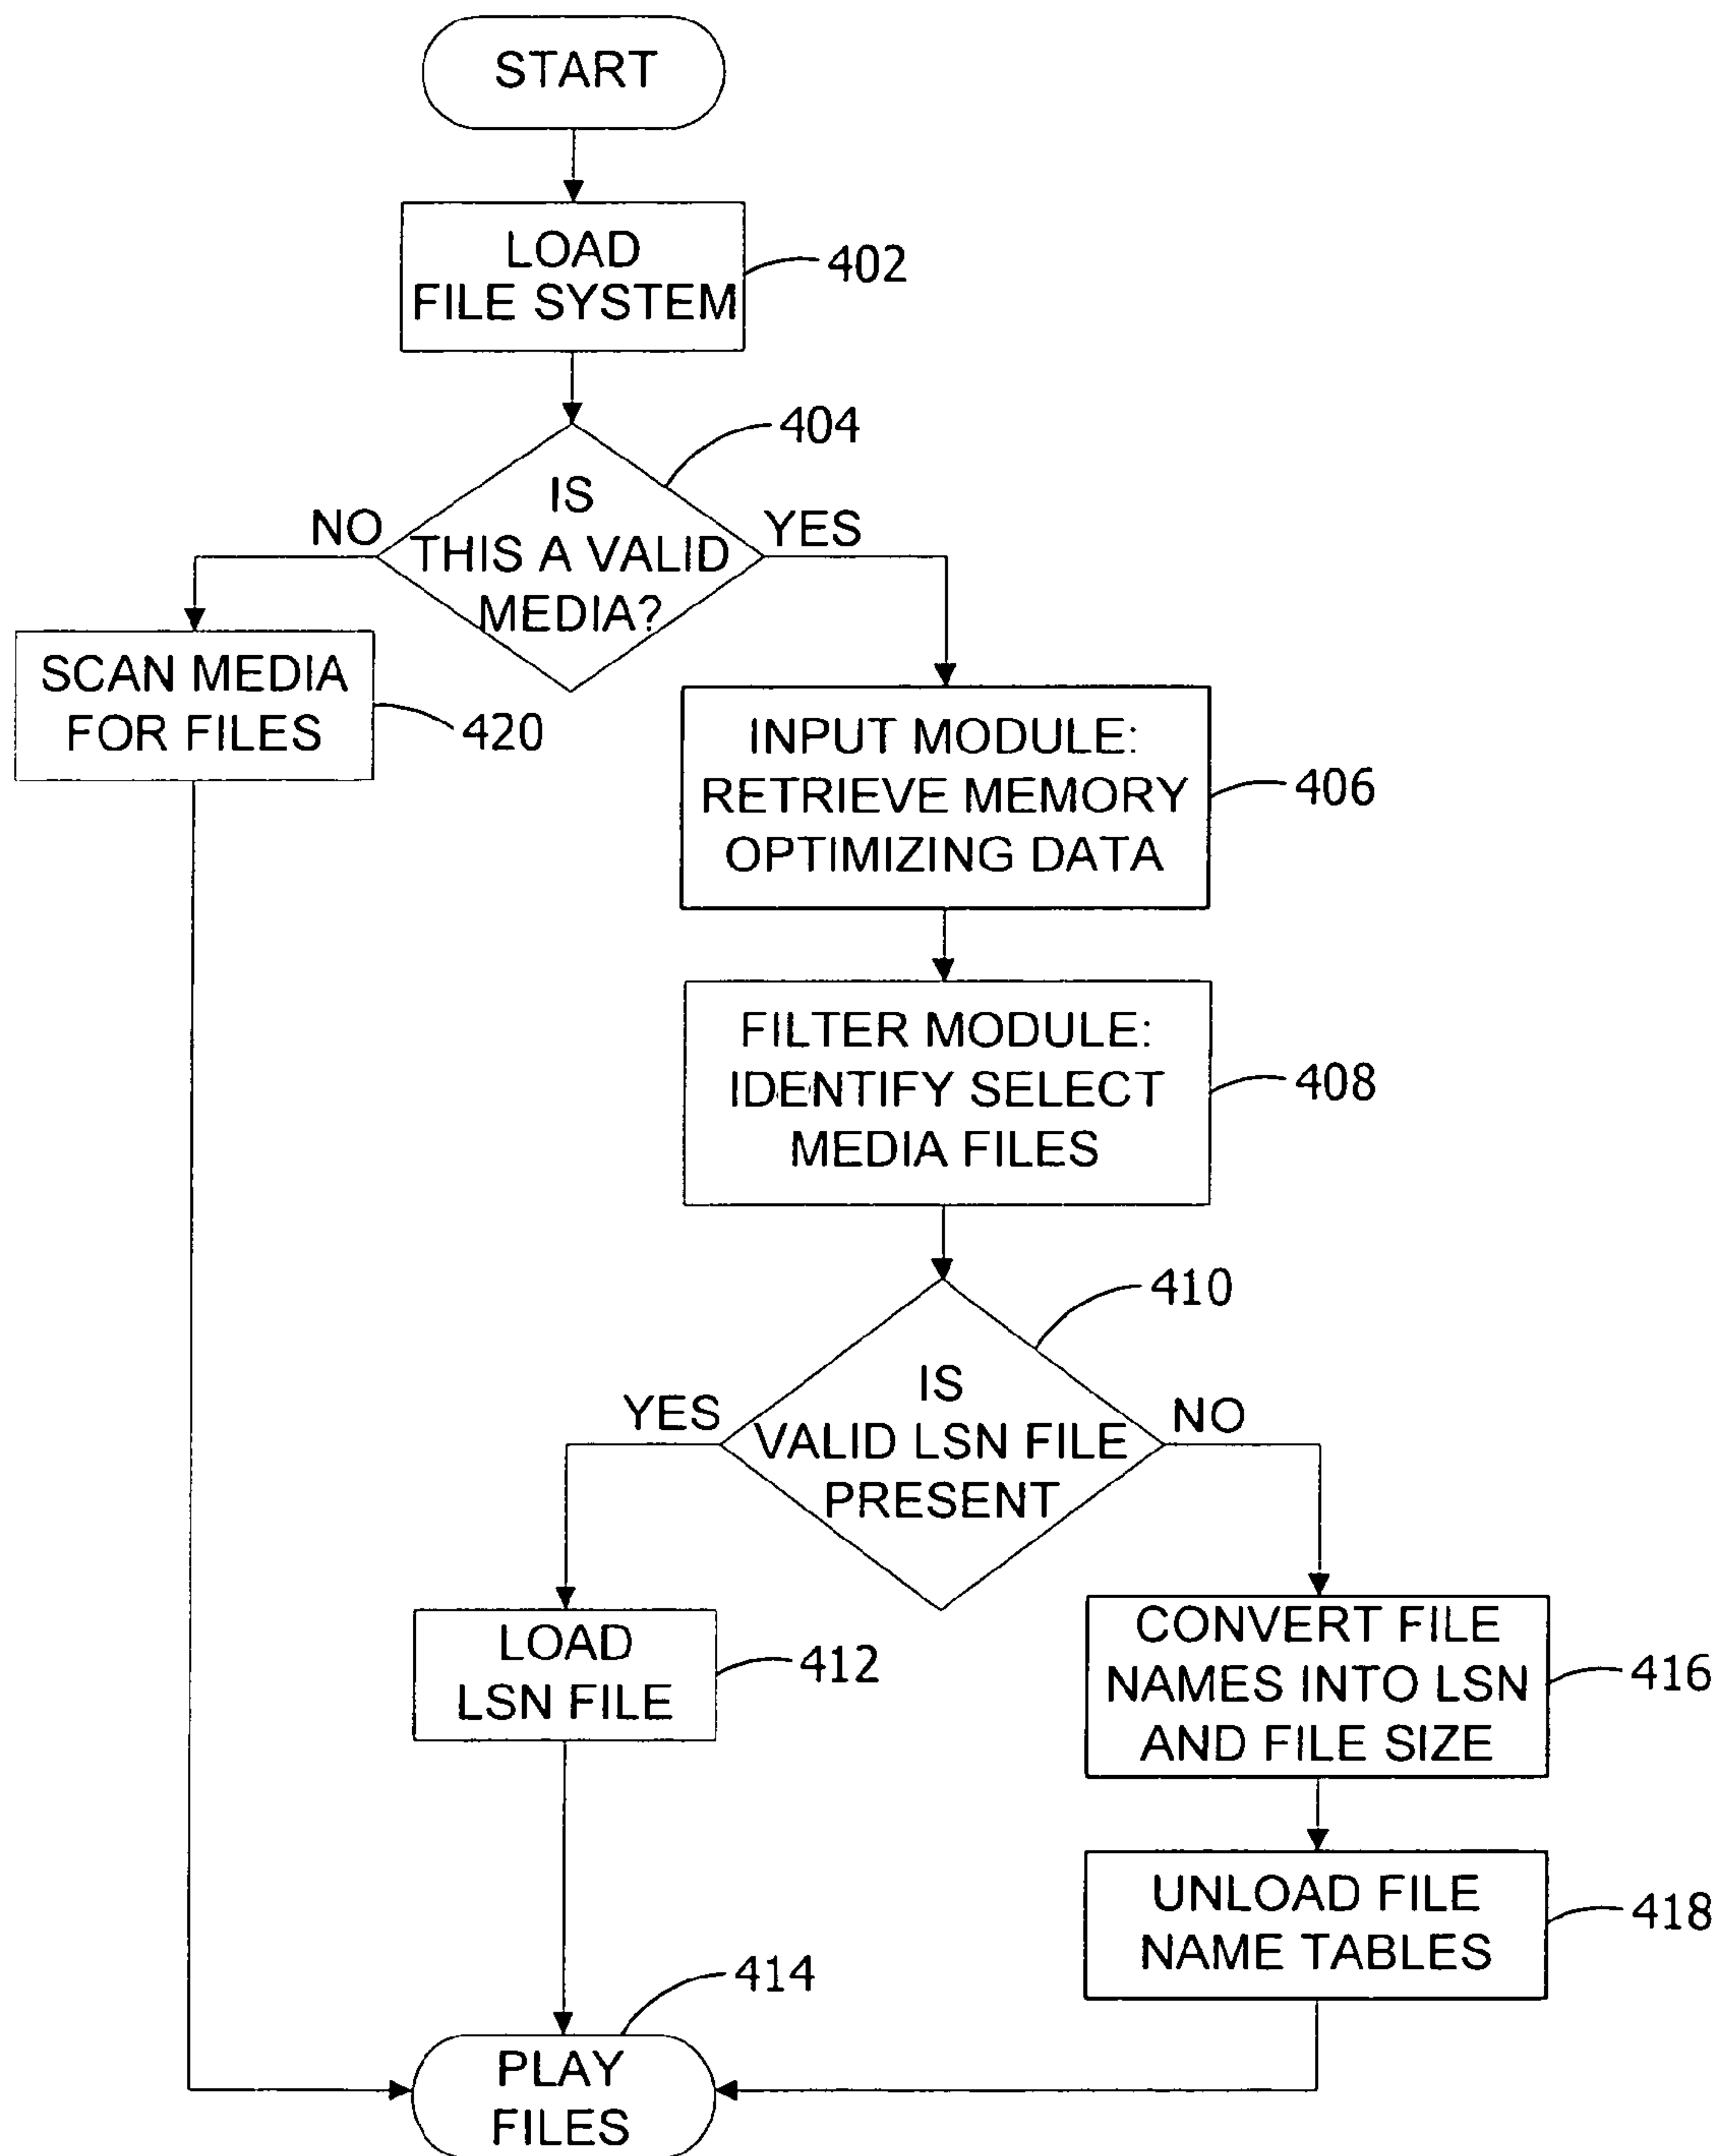 START
LOAD
FILE SYSTEM
402
404
IS
THIS A VALID
MEDIA?
NO
YES
SCAN MEDIA
FOR FILES
420
INPUT MODULE:
RETRIEVE MEMORY
OPTIMIZING DATA
406
FILTER MODULE:
IDENTIFY SELECT
MEDIA FILES
408
410
IS
VALID LSN FILE
PRESENT
YES
NO
LOAD
LSN FILE
412
CONVERT FILE
NAMES INTO LSN
AND FILE SIZE
416
UNLOAD FILE
NAME TABLES
418
414
PLAY
FILES